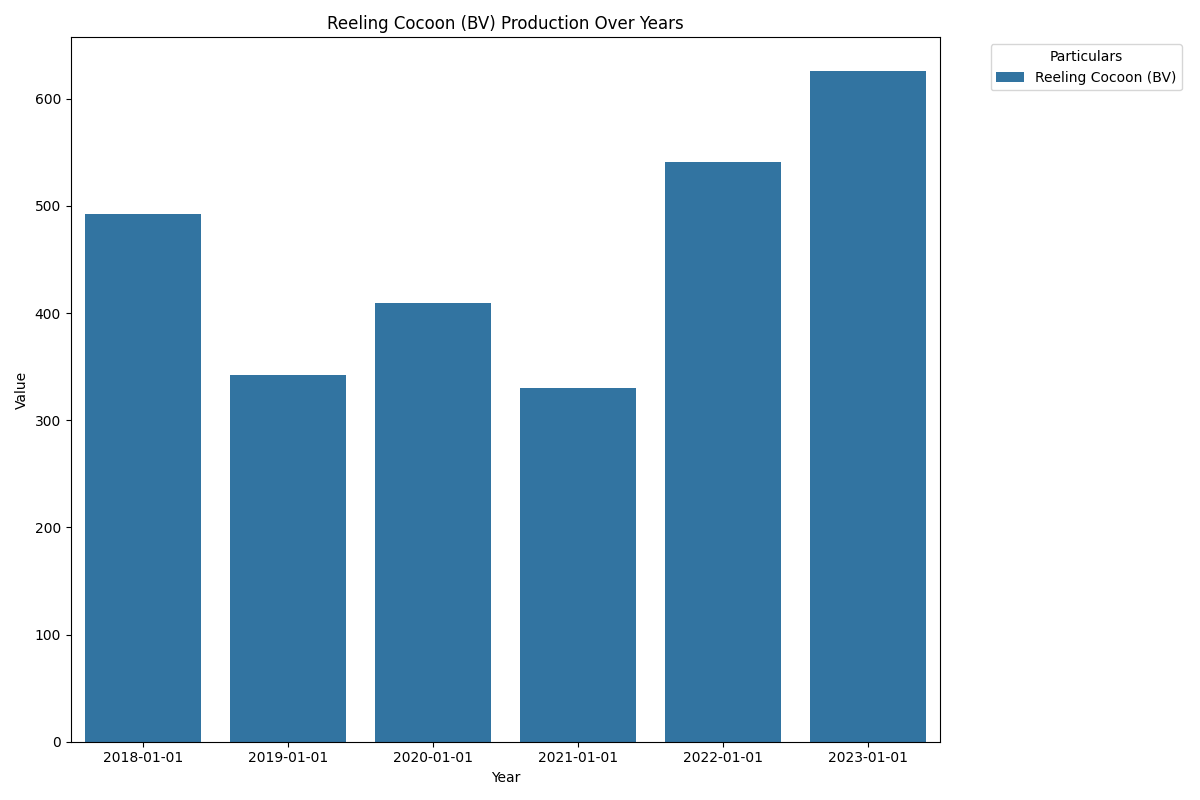 Reeling Cocoon (BV) Production Over Years
Particulars
Reeling Cocoon (BV)
Value
600
500
400
300
200
100
0
2018-01-01 2019-01-01 2020-01-01 2021-01-01 2022-01-01 2023-01-01
Year